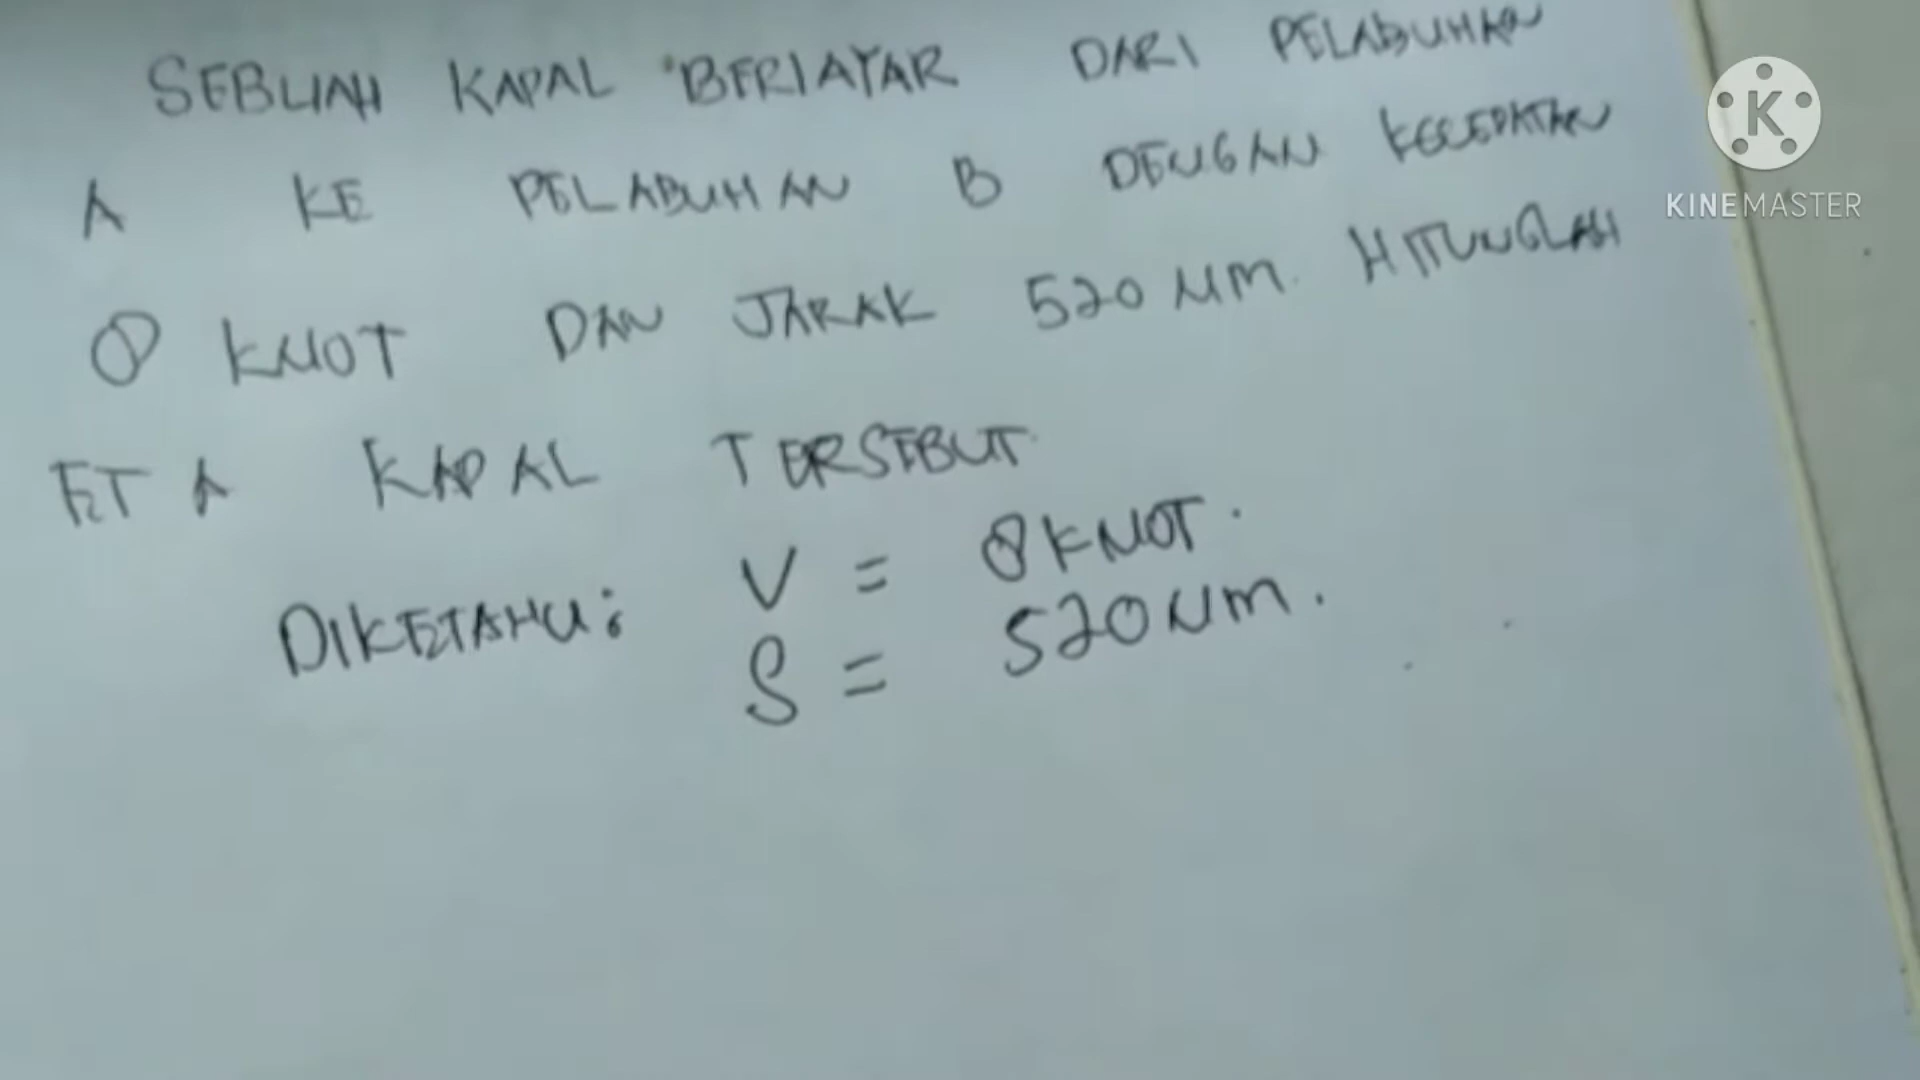 SEBUAH KAPAL BERLAYAR DARI PELABUHAN
A KE PELABUHAN B DENGAN KECEPATAN
8 KNOT DAN JARAK 520 NM. HITUNGLAH
ETA KAPAL TERSEBUT.
DIKETAHU: V = 8 KNOT.
S = 520 NM.
K
KINEMASTER